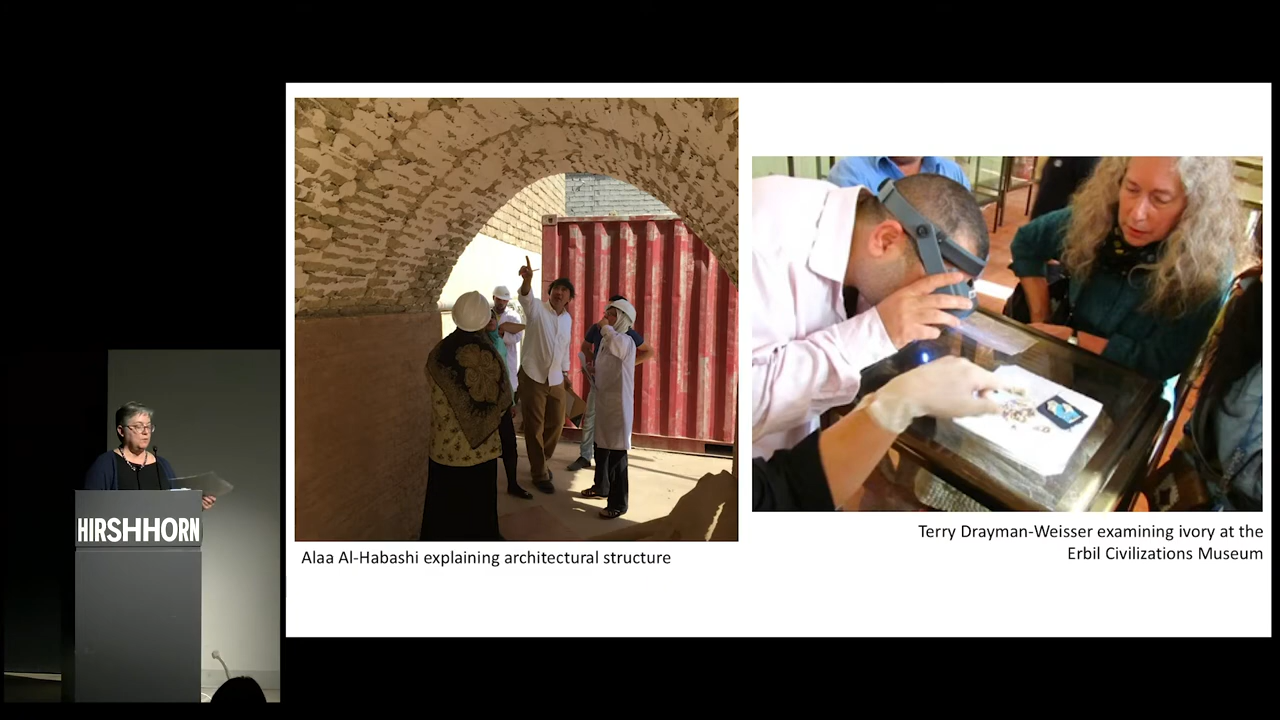 HIRSHHORN
Alaa Al-Habashi explaining architectural structure
Terry Drayman-Weisser examining ivory at the
Erbil Civilizations Museum